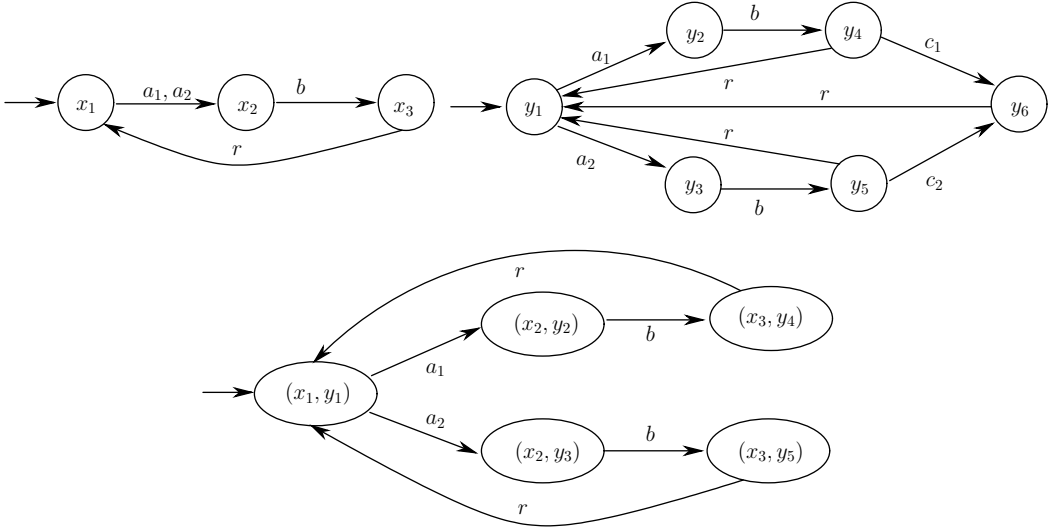 x₁
a₁, a₂
x₂
b
x₃
r
y₁
a₁
y₂
b
y₄
c₁
r
r
y₆
r
a₂
y₃
b
y₅
c₂
r
(x₁, y₁)
a₁
(x₂, y₂)
b
(x₃, y₄)
a₂
(x₂, y₃)
b
(x₃, y₅)
r